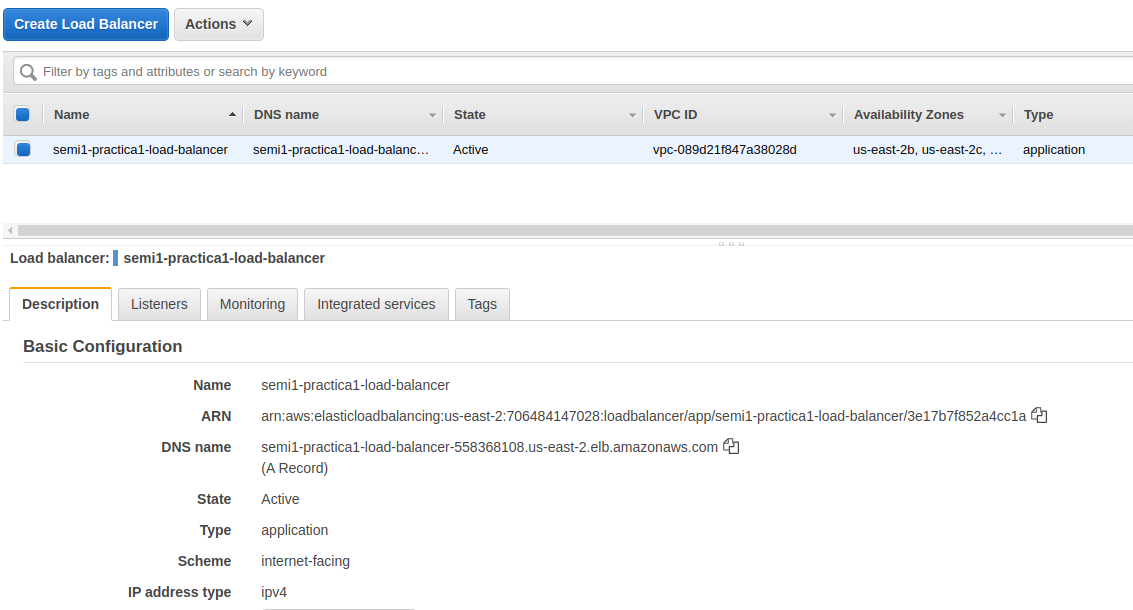 Create Load Balancer Actions
Filter by tags and attributes or search by keyword
Name DNS name State VPC ID Availability Zones Type
semi1-practica1-load-balancer semi1-practica1-load-balanc… Active vpc-089d21f847a38028d us-east-2b, us-east-2c, … application
Load balancer: semi1-practica1-load-balancer
Description Listeners Monitoring Integrated services Tags
Basic Configuration
Name semi1-practica1-load-balancer
ARN arn:aws:elasticloadbalancing:us-east-2:706484147028:loadbalancer/app/semi1-practica1-load-balancer/3e17b7f852a4cc1a
DNS name semi1-practica1-load-balancer-558368108.us-east-2.elb.amazonaws.com
(A Record)
State Active
Type application
Scheme internet-facing
IP address type ipv4